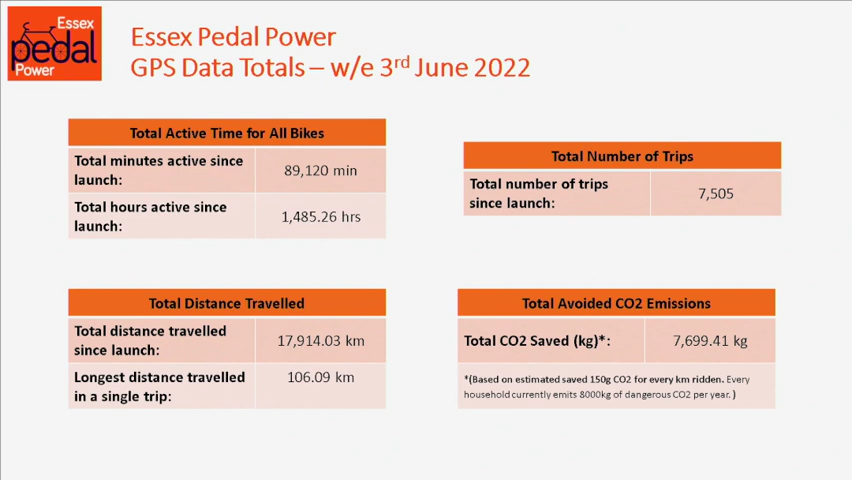 Essex
pedal
Power
Essex Pedal Power
GPS Data Totals – w/e 3rd June 2022
Total Active Time for All Bikes
Total minutes active since
launch:
89,120 min
Total hours active since
launch:
1,485.26 hrs
Total Number of Trips
Total number of trips
since launch:
7,505
Total Distance Travelled
Total distance travelled
since launch:
17,914.03 km
Longest distance travelled
in a single trip:
106.09 km
Total Avoided CO2 Emissions
Total CO2 Saved (kg)*:
7,699.41 kg
*(Based on estimated saved 150g CO2 for every km ridden. Every
household currently emits 8000kg of dangerous CO2 per year. )